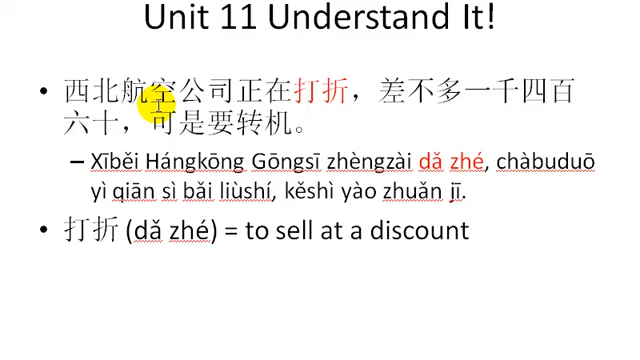 Unit 11 Understand It!
• 西北航空公司正在打折，差不多一千四百
六十，可是要转机。
– Xīběi Hángkōng Gōngsī zhèngzài dǎ zhé, chàbuduō
yì qiān sì bǎi liùshí, kěshì yào zhuǎn jī.
• 打折 (dǎ zhé) = to sell at a discount